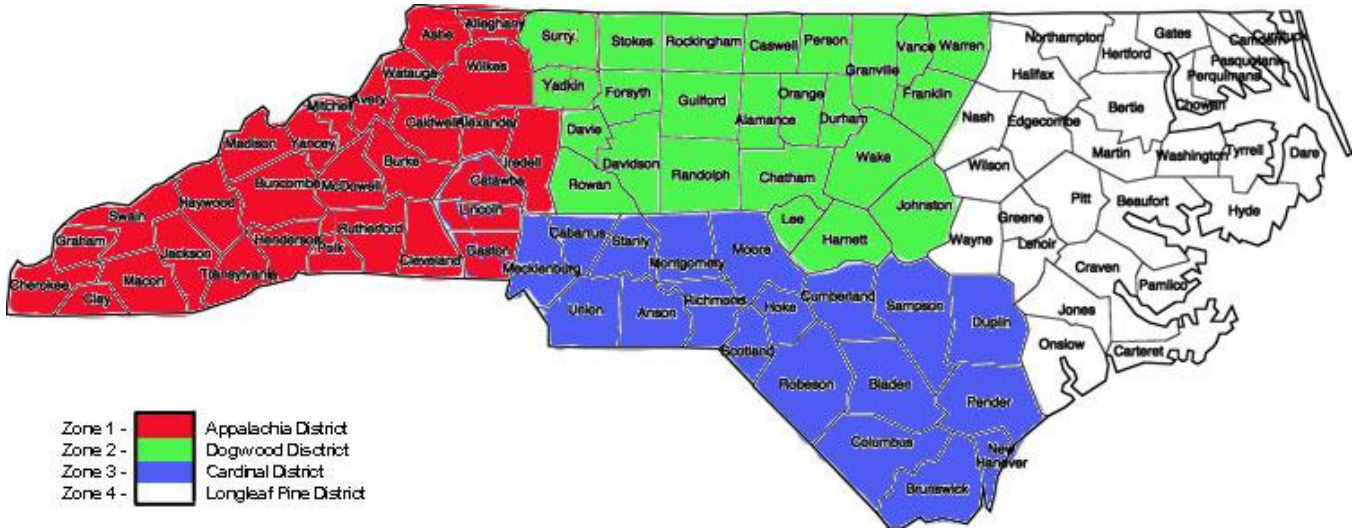 Alleghany
Ashe
Surry
Stokes
Rockingham
Caswell
Person
Vance
Warren
Northampton
Gates
Camden
Currituck
Hertford
Pasquotank
Watauga
Wilkes
Granville
Halifax
Perquimans
Yadkin
Forsyth
Guilford
Orange
Franklin
Bertie
Chowan
Mitchell
Avery
Alamance
Durham
Nash
Edgecombe
Caldwell
Alexander
Davie
Madison
Yancey
Burke
Iredell
Davidson
Wake
Martin
Washington
Tyrrell
Dare
Buncombe
McDowell
Catawba
Rowan
Randolph
Chatham
Wilson
Haywood
Lincoln
Johnston
Pitt
Beaufort
Hyde
Swain
Rutherford
Lee
Greene
Graham
Jackson
Henderson
Polk
Gaston
Cabarrus
Stanly
Moore
Harnett
Wayne
Lenoir
Cherokee
Macon
Transylvania
Cleveland
Mecklenburg
Montgomery
Craven
Clay
Union
Anson
Richmond
Hoke
Cumberland
Sampson
Duplin
Jones
Pamlico
Scotland
Onslow
Carteret
Robeson
Bladen
Pender
Columbus
New
Hanover
Brunswick
Zone 1 - Appalachia District
Zone 2 - Dogwood Disctrict
Zone 3 - Cardinal District
Zone 4 - Longleaf Pine District